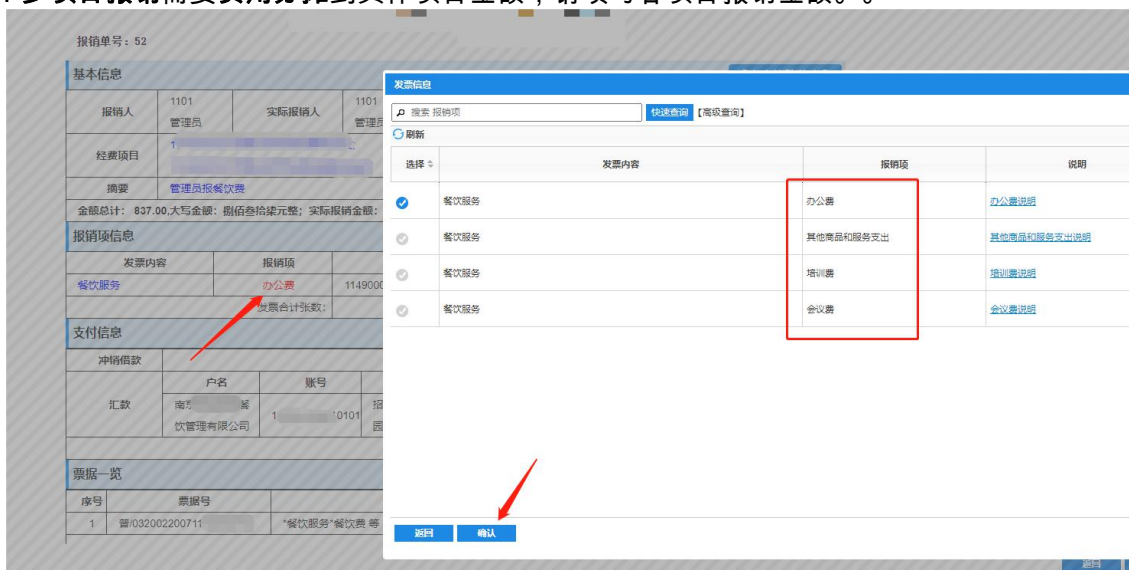 报销单号：52
基本信息
报销人 1101 管理员 实际报销人 1101
经费项目
摘要 管理员报餐饮费
金额总计： 837.00,大写金额：捌佰叁拾柒元整；实际报销金额：
报销项信息
发票内容 报销项
餐饮服务 办公费 1149000
发票合计张数：
支付信息
冲销借款
户名 账号
汇款 饮管理有限公司 0101
票据一览
序号 票据号
1 普/032002200711 *餐饮服务*餐饮费 等
发票信息
搜索 报销项 快速查询 【高级查询】
刷新
选择 发票内容 报销项 说明
餐饮服务 办公费 办公费说明
餐饮服务 其他商品和服务支出 其他商品和服务支出说明
餐饮服务 培训费 培训费说明
餐饮服务 会议费 会议费说明
返回 确认
返回